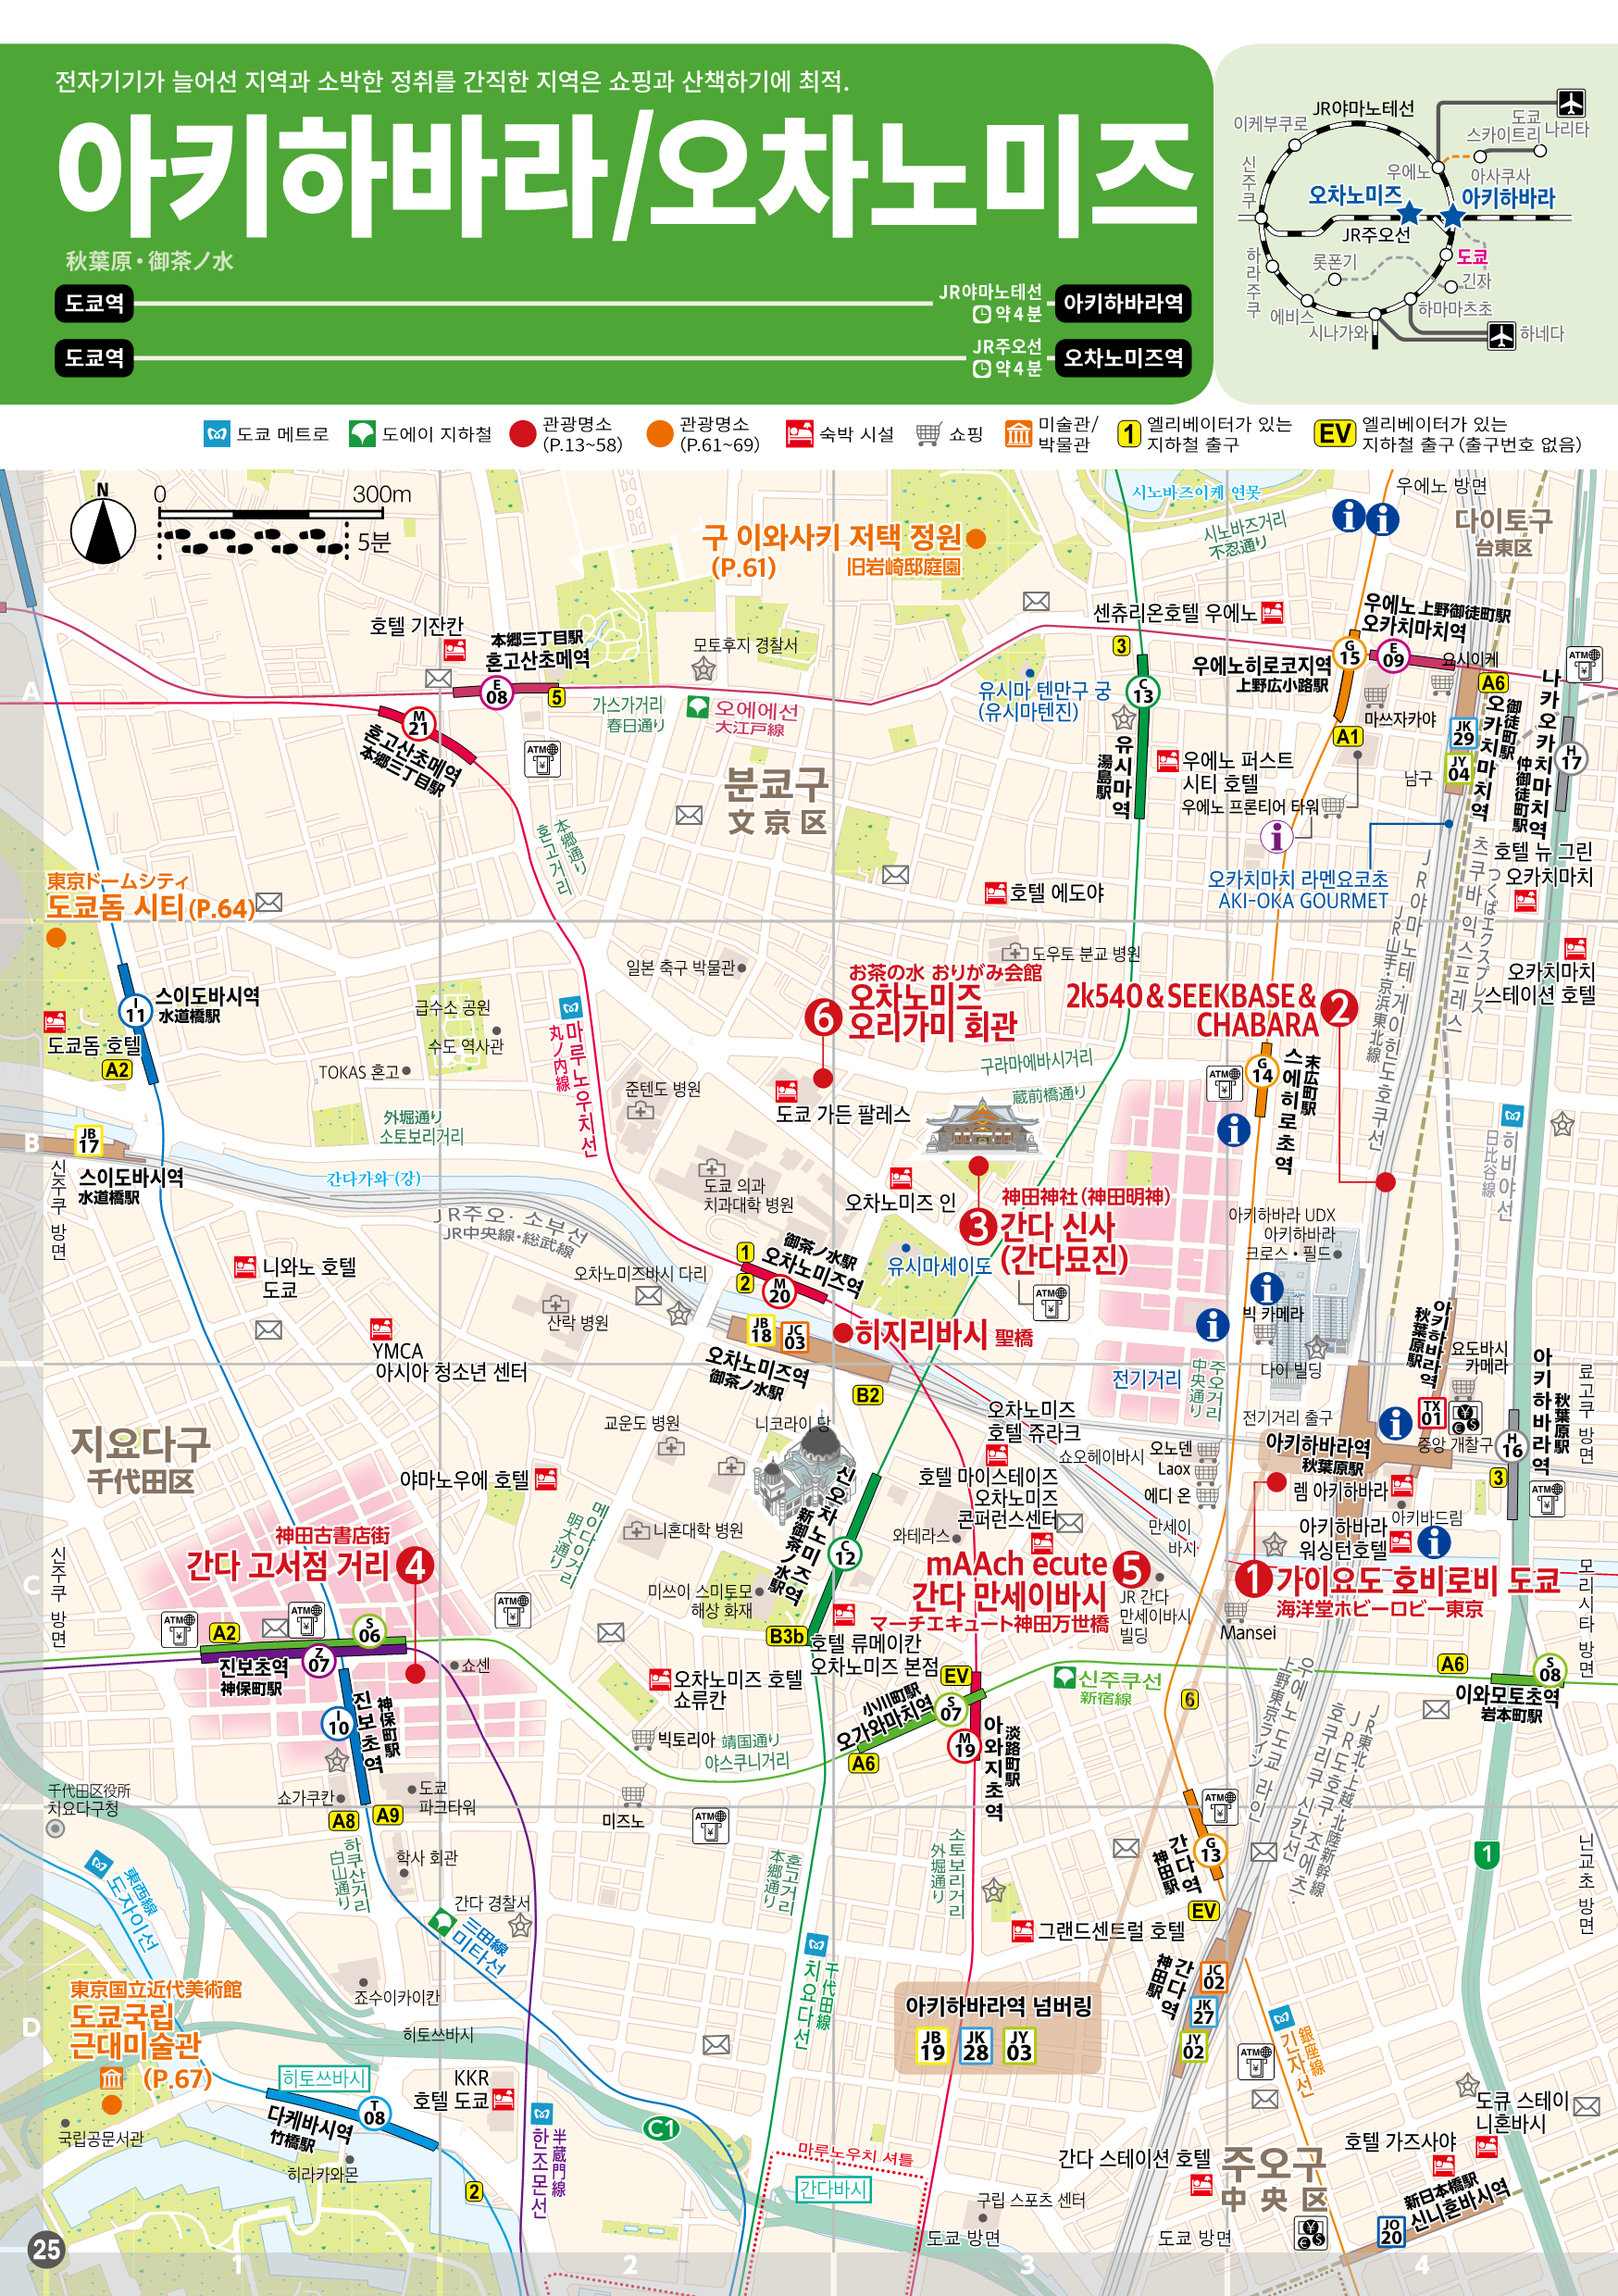 전자기기가 늘어선 지역과 소박한 정취를 간직한 지역은 쇼핑과 산책하기에 최적.
아키하바라/오차노미즈
秋葉原・御茶ノ水
도쿄역
JR야마노테선
약 4분
아키하바라역
도쿄역
JR주오선
약 4분
오차노미즈역
이케부쿠로
JR야마노테선
도쿄
스카이트리
나리타
신주쿠
우에노
아사쿠사
오차노미즈
아키하바라
JR주오선
도쿄
하라주쿠
롯폰기
긴자
에비스
하마마츠초
시나가와
하네다
도쿄 메트로
도에이 지하철
관광명소
(P.13~58)
관광명소
(P.61~69)
숙박 시설
쇼핑
미술관/
박물관
1
엘리베이터가 있는
지하철 출구
EV
엘리베이터가 있는
지하철 출구 (출구번호 없음)
N
0
300m
5분
시노바즈이케 연못
우에노 방면
시노바즈거리
不忍通り
다이토구
台東区
구 이와사키 저택 정원
(P.61)
旧岩崎邸庭園
센츄리온호텔 우에노
3
우에노 上野御徒町駅
오카치마치역
호텔 기잔칸
本郷三丁目駅
혼고산초메역
모토후지 경찰서
E
08
5
가스가거리
春日通り
오에에선
大江戸線
유시마 텐만구 궁
(유시마텐진)
C
13
우에노히로코지역
上野広小路駅
G
15
E
09
요시이케
A6
ATM
A
M
21
혼고산초메역
本郷三丁目駅
ATM
유시마역
湯島駅
마쓰자카야
A1
JK
29
JY
04
오카치마치역
御徒町駅
나카오카치마치역
仲御徒町駅
H
17
우에노 퍼스트
시티 호텔
우에노 프론티어 타워
남구
분쿄구
文京区
혼고거리
本郷通り
오카치마치 라멘요코초
AKI-OKA GOURMET
호텔 뉴 그린
오카치마치
東京ドームシティ
도쿄돔 시티(P.64)
호텔 에도야
츠쿠바 익스프레스
つくばエクスプレス
JR야마노테·게이힌도호쿠선
JR山手・京浜東北線
일본 축구 박물관
도우토 분쿄 병원
오카치마치
스테이션 호텔
I
11
스이도바시역
水道橋駅
급수소 공원
수도 역사관
마루노우치선
丸ノ内線
お茶の水 おりがみ会館
6
오차노미즈
오리가미 회관
2k540&SEEKBASE&
CHABARA
2
도쿄돔 호텔
A2
TOKAS 혼고
준텐도 병원
도쿄 가든 팔레스
구라마에바시거리
蔵前橋通り
ATM
G
14
스에히로초역
末広町駅
外堀通り
소토보리거리
B
JB
17
스이도바시역
水道橋駅
신주쿠 방면
간다가와 (강)
JR주오·소부선
JR中央線・総武線
도쿄 의과
치과대학 병원
오차노미즈 인
神田神社(神田明神)
3
간다 신사
(간다묘진)
유시마세이도
ATM
아키하바라 UDX
아키하바라
크로스・필드
히비야선
日比谷線
니와노 호텔
도쿄
오차노미즈바시 다리
1
2
御茶ノ水駅
오차노미즈역
M
20
산락 병원
JB
18
JC
03
히지리바시 聖橋
오차노미즈역
御茶ノ水駅
B2
YMCA
아시아 청소년 센터
빅 카메라
다이 빌딩
전기거리
주오거리
中央通り
아키하바라역
秋葉原駅
요도바시
카메라
전기거리 출구
TX
01
중앙 개찰구
아키하바라역
秋葉原駅
H
16
3
ATM
료고쿠 방면
지요다구
千代田区
교운도 병원
니코라이 당
오차노미즈
호텔 쥬라크
쇼오헤이바시
오노덴
Laox
에디 온
아키하바라역
秋葉原駅
렘 아키하바라
아키바드림
야마노우에 호텔
호텔 마이스테이즈
오차노미즈
콘퍼런스센터
와테라스
만세이
바시
아키하바라
워싱턴호텔
메이다이거리
明大通り
니혼대학 병원
신오차노미즈역
新御茶ノ水駅
C
12
神田古書店街
간다 고서점 거리
4
mAAch ecute
간다 만세이바시
5
マーチエキュート神田万世橋
JR 간다
만세이바시
빌딩
1
가이요도 호비로비 도쿄
海洋堂ホビーロビー東京
Mansei
C
신주쿠 방면
모리시타 방면
미쓰이 스미토모
해상 화재
B3b
호텔 류메이칸
오차노미즈 본점
ATM
A2
ATM
S
06
ATM
Z
07
진보초역
神保町駅
쇼센
오차노미즈 호텔
쇼류칸
EV
小川町駅
오가와마치역
S
07
A6
신주쿠선
新宿線
6
A6
S
08
이와모토초역
岩本町駅
I
10
진보초역
神保町駅
빅토리아
靖国通り
야스쿠니거리
M
19
아와지초역
淡路町駅
우에노 도쿄 라인
上野東京ライン
호쿠리쿠 신칸센
JR도호쿠·조에츠·
JR東北・上越・北陸新幹線
千代田区役所
치요다구청
쇼가쿠칸
도쿄
파크타워
A8
A9
미즈노
ATM
ATM
G
13
간다역
神田駅
EV
1
닌교초 방면
東西線
도자이선
하쿠산거리
白山通り
학사 회관
간다 경찰서
三田線
미타선
혼고거리
本郷通り
소토보리거리
外堀通り
그랜드센트럴 호텔
치요다선
千代田線
간다역
神田駅
JC
02
JK
27
JY
02
아키하바라역 넘버링
JB
19
JK
28
JY
03
東京国立近代美術館
도쿄국립
근대미술관
(P.67)
D
죠수이카이칸
히토쓰바시
히토쓰바시
KKR
호텔 도쿄
국립공문서관
다케바시역
竹橋駅
T
08
히라카와몬
2
한조몬선
半蔵門線
C1
마루노우치 셔틀
간다바시
구립 스포츠 센터
도쿄 방면
도쿄 방면
간다 스테이션 호텔
주오구
中央区
ATM
긴자선
銀座線
도큐 스테이
니혼바시
호텔 가즈사야
新日本橋駅
신니혼바시역
JO
20
25
1
2
3
4